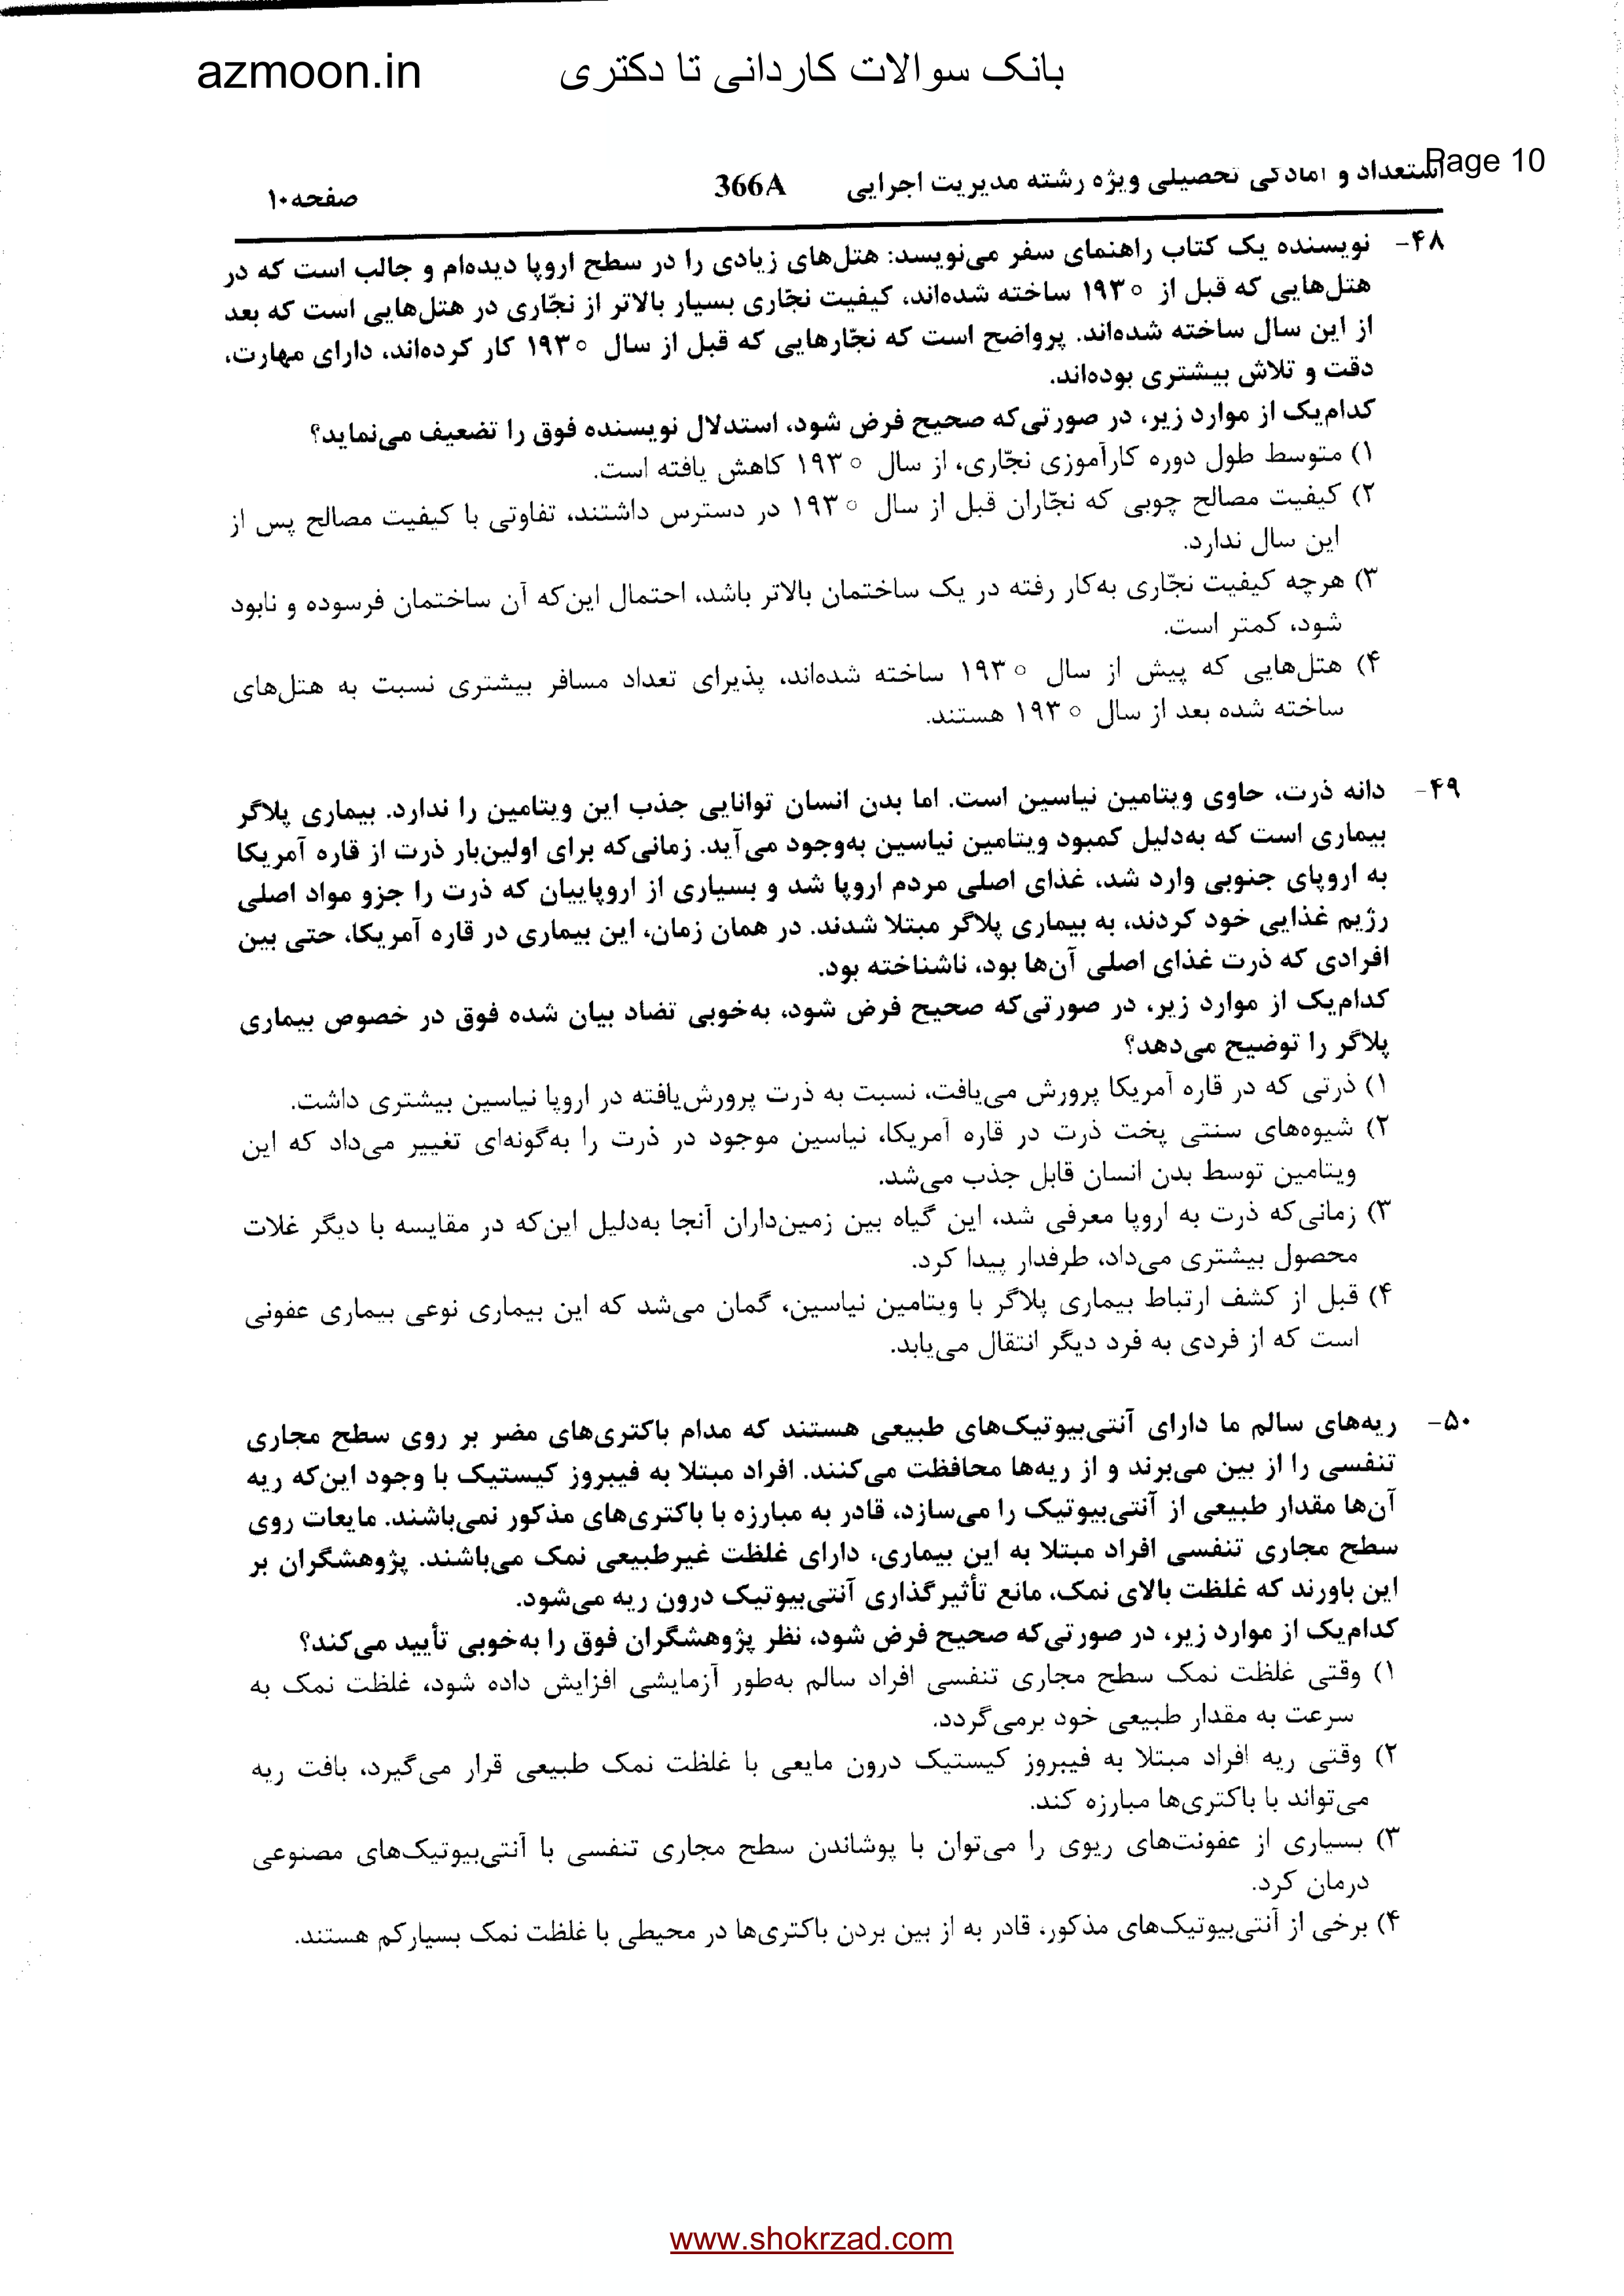 azmoon.in بانک سوالات کاردانی تا دکتری
Page 10
استعداد و آمادگی تحصیلی ویژه رشته مدیریت اجرایی 366A صفحه ۱۰
۴۸- نویسنده یک کتاب راهنمای سفر می‌نویسد: هتل‌های زیادی را در سطح اروپا دیده‌ام و جالب است که در
هتل‌هایی که قبل از ۱۹۳۰ ساخته شده‌اند، کیفیت نجّاری بسیار بالاتر از نجّاری در هتل‌هایی است که بعد
از این سال ساخته شده‌اند. پرواضح است که نجّارهایی که قبل از سال ۱۹۳۰ کار کرده‌اند، دارای مهارت،
دقت و تلاش بیشتری بوده‌اند.
کدام‌یک از موارد زیر، در صورتی‌که صحیح فرض شود، استدلال نویسنده فوق را تضعیف می‌نماید؟
۱) متوسط طول دوره کارآموزی نجّاری، از سال ۱۹۳۰ کاهش یافته است.
۲) کیفیت مصالح چوبی که نجّاران قبل از سال ۱۹۳۰ در دسترس داشتند، تفاوتی با کیفیت مصالح پس از
این سال ندارد.
۳) هرچه کیفیت نجّاری به‌کار رفته در یک ساختمان بالاتر باشد، احتمال این‌که آن ساختمان فرسوده و نابود
شود، کمتر است.
۴) هتل‌هایی که پیش از سال ۱۹۳۰ ساخته شده‌اند، پذیرای تعداد مسافر بیشتری نسبت به هتل‌های
ساخته شده بعد از سال ۱۹۳۰ هستند.
۴۹- دانه ذرت، حاوی ویتامین نیاسین است. اما بدن انسان توانایی جذب این ویتامین را ندارد. بیماری پلاگر
بیماری است که به‌دلیل کمبود ویتامین نیاسین به‌وجود می‌آید. زمانی‌که برای اولین‌بار ذرت از قاره آمریکا
به اروپای جنوبی وارد شد، غذای اصلی مردم اروپا شد و بسیاری از اروپاییان که ذرت را جزو مواد اصلی
رژیم غذایی خود کردند، به بیماری پلاگر مبتلا شدند. در همان زمان، این بیماری در قاره آمریکا، حتی بین
افرادی که ذرت غذای اصلی آن‌ها بود، ناشناخته بود.
کدام‌یک از موارد زیر، در صورتی‌که صحیح فرض شود، به‌خوبی تضاد بیان شده فوق در خصوص بیماری
پلاگر را توضیح می‌دهد؟
۱) ذرتی که در قاره آمریکا پرورش می‌یافت، نسبت به ذرت پرورش‌یافته در اروپا نیاسین بیشتری داشت.
۲) شیوه‌های سنتی پخت ذرت در قاره آمریکا، نیاسین موجود در ذرت را به‌گونه‌ای تغییر می‌داد که این
ویتامین توسط بدن انسان قابل جذب می‌شد.
۳) زمانی‌که ذرت به اروپا معرفی شد، این گیاه بین زمین‌داران آنجا به‌دلیل این‌که در مقایسه با دیگر غلات
محصول بیشتری می‌داد، طرفدار پیدا کرد.
۴) قبل از کشف ارتباط بیماری پلاگر با ویتامین نیاسین، گمان می‌شد که این بیماری نوعی بیماری عفونی
است که از فردی به فرد دیگر انتقال می‌یابد.
۵۰- ریه‌های سالم ما دارای آنتی‌بیوتیک‌های طبیعی هستند که مدام باکتری‌های مضر بر روی سطح مجاری
تنفسی را از بین می‌برند و از ریه‌ها محافظت می‌کنند. افراد مبتلا به فیبروز کیستیک با وجود این‌که ریه
آن‌ها مقدار طبیعی از آنتی‌بیوتیک را می‌سازد، قادر به مبارزه با باکتری‌های مذکور نمی‌باشند. مایعات روی
سطح مجاری تنفسی افراد مبتلا به این بیماری، دارای غلظت غیرطبیعی نمک می‌باشند. پژوهشگران بر
این باورند که غلظت بالای نمک، مانع تأثیرگذاری آنتی‌بیوتیک درون ریه می‌شود.
کدام‌یک از موارد زیر، در صورتی‌که صحیح فرض شود، نظر پژوهشگران فوق را به‌خوبی تأیید می‌کند؟
۱) وقتی غلظت نمک سطح مجاری تنفسی افراد سالم به‌طور آزمایشی افزایش داده شود، غلظت نمک به
سرعت به مقدار طبیعی خود برمی‌گردد.
۲) وقتی ریه افراد مبتلا به فیبروز کیستیک درون مایعی با غلظت نمک طبیعی قرار می‌گیرد، بافت ریه
می‌تواند با باکتری‌ها مبارزه کند.
۳) بسیاری از عفونت‌های ریوی را می‌توان با پوشاندن سطح مجاری تنفسی با آنتی‌بیوتیک‌های مصنوعی
درمان کرد.
۴) برخی از آنتی‌بیوتیک‌های مذکور، قادر به از بین بردن باکتری‌ها در محیطی با غلظت نمک بسیارکم هستند.
www.shokrzad.com